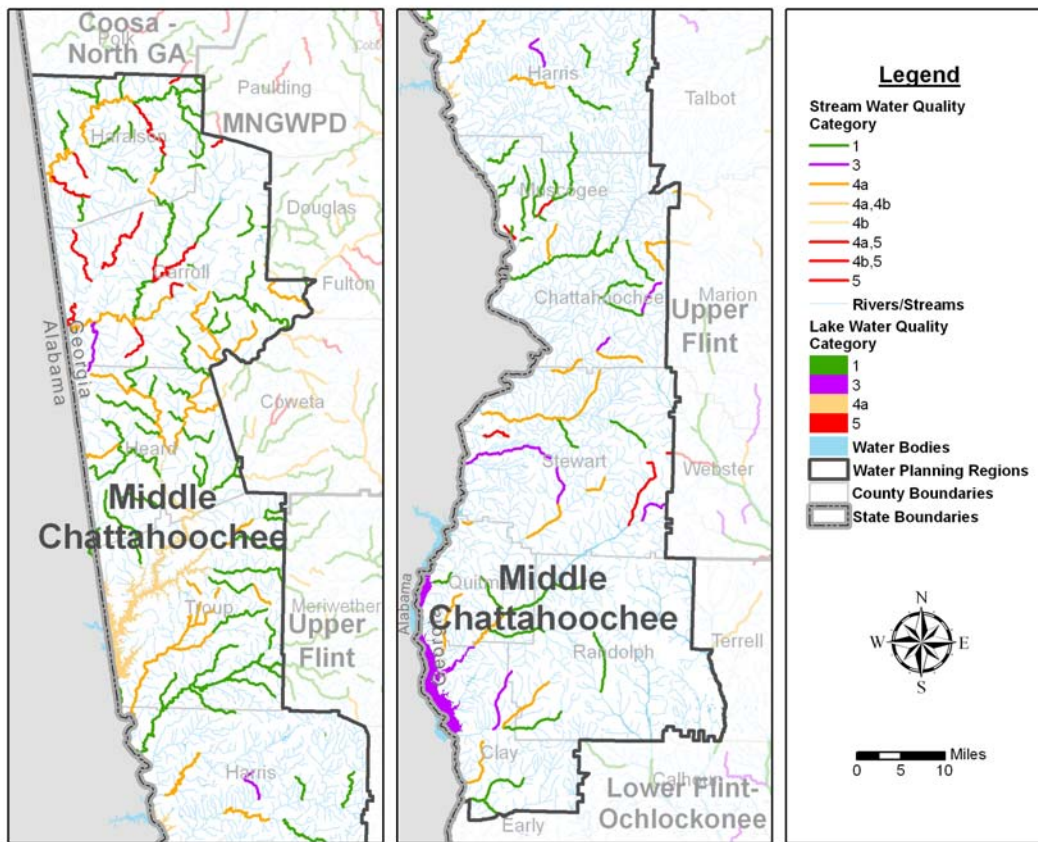 Coosa -
North GA
Polk
Cobb
Paulding
MNGWPD
Haralson
Douglas
Carroll
Fulton
Georgia
Alabama
Coweta
Heard
Middle
Chattahoochee
Troup
Meriwether
Upper
Flint
Harris
Harris
Talbot
Muscogee
Chattahoochee
Marion
Upper
Flint
Stewart
Webster
Quitman
Middle
Chattahoochee
Alabama
Georgia
Randolph
Terrell
Clay
Calhoun
Lower Flint-
Ochlockonee
Early
Legend
Stream Water Quality
Category
1
3
4a
4a,4b
4b
4a,5
4b,5
5
Rivers/Streams
Lake Water Quality
Category
1
3
4a
5
Water Bodies
Water Planning Regions
County Boundaries
State Boundaries
N
W E
S
Miles
0 5 10